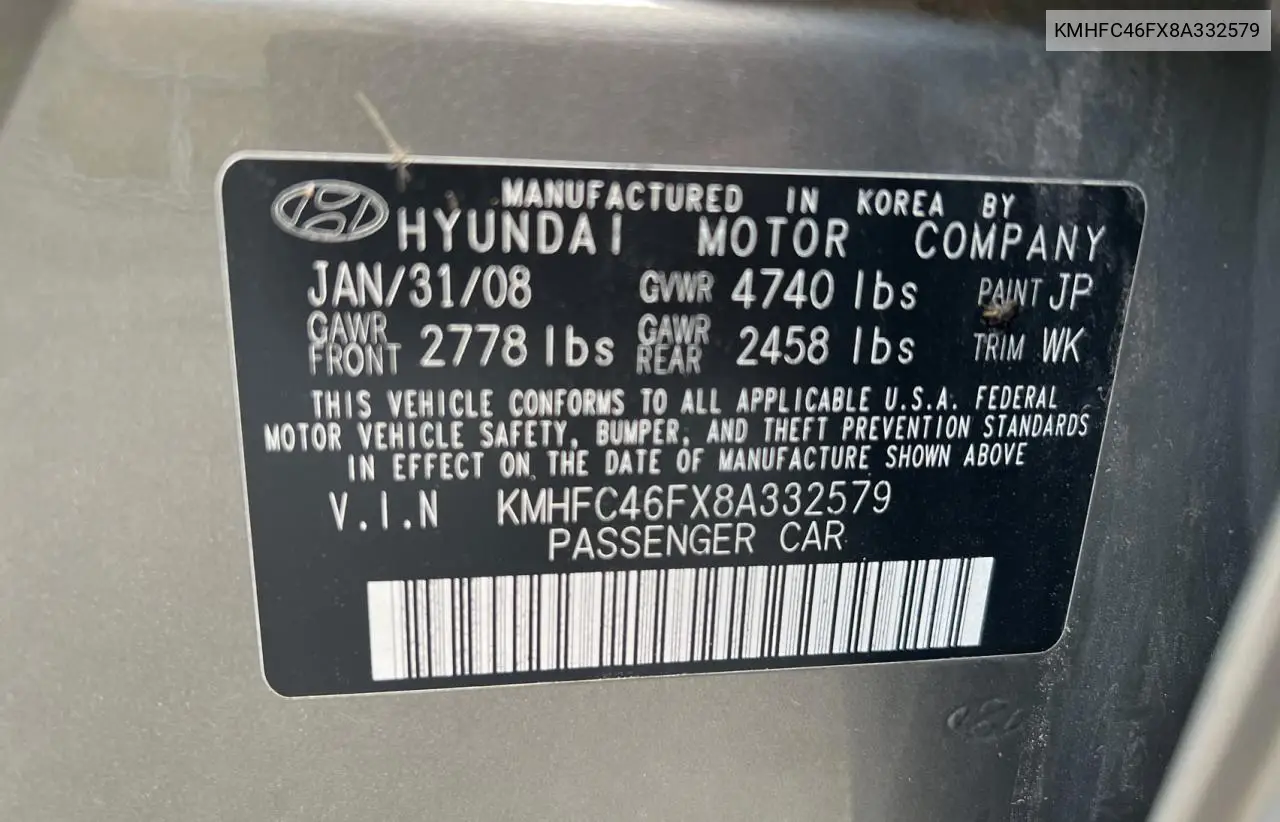 KMHFC46FX8A332579
MANUFACTURED IN KOREA BY
HYUNDAI MOTOR COMPANY
JAN/31/08 GVWR 4740 lbs PAINT JP
GAWR FRONT 2778 lbs GAWR REAR 2458 lbs TRIM WK
THIS VEHICLE CONFORMS TO ALL APPLICABLE U.S.A. FEDERAL
MOTOR VEHICLE SAFETY, BUMPER, AND THEFT PREVENTION STANDARDS
IN EFFECT ON THE DATE OF MANUFACTURE SHOWN ABOVE
V.I.N KMHFC46FX8A332579
PASSENGER CAR